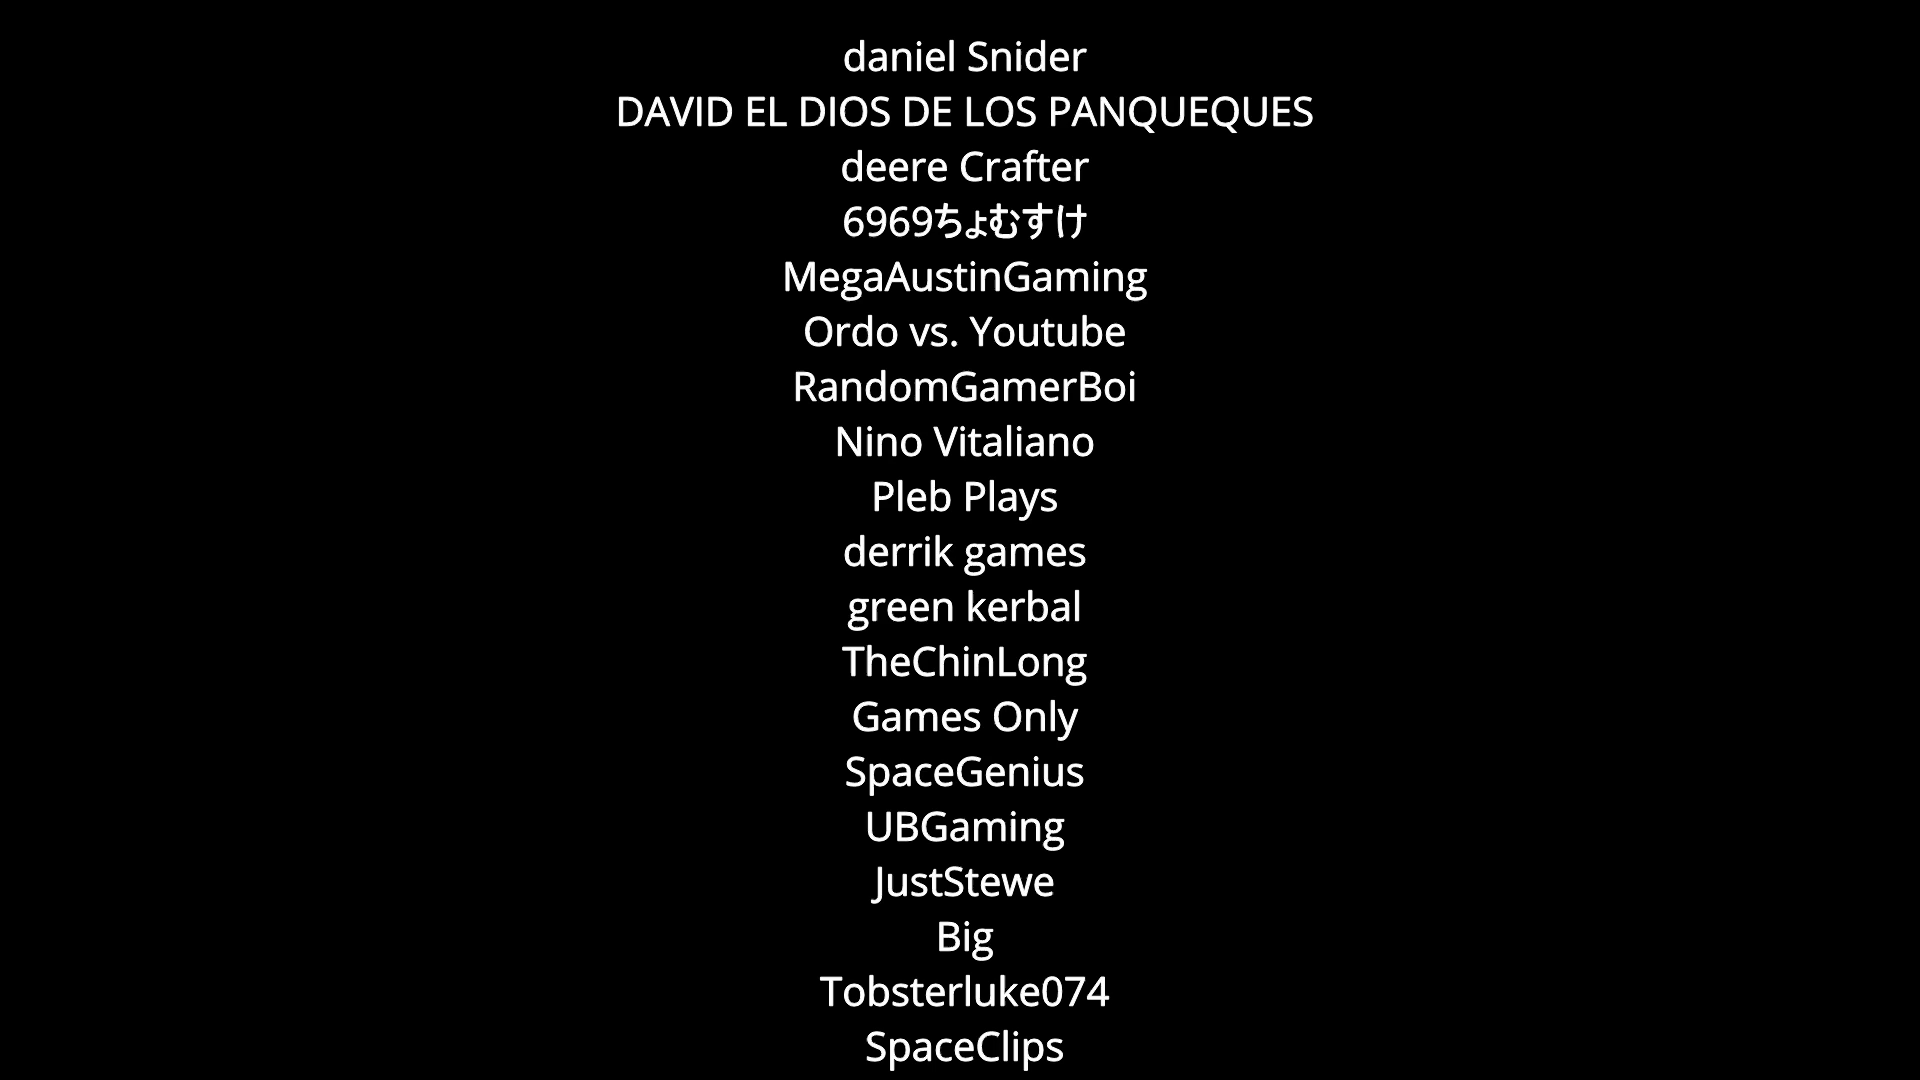 daniel Snider
DAVID EL DIOS DE LOS PANQUEQUES
deere Crafter
6969ちょむすけ
MegaAustinGaming
Ordo vs. Youtube
RandomGamerBoi
Nino Vitaliano
Pleb Plays
derrik games
green kerbal
TheChinLong
Games Only
SpaceGenius
UBGaming
JustStewe
Big
Tobsterluke074
SpaceClips